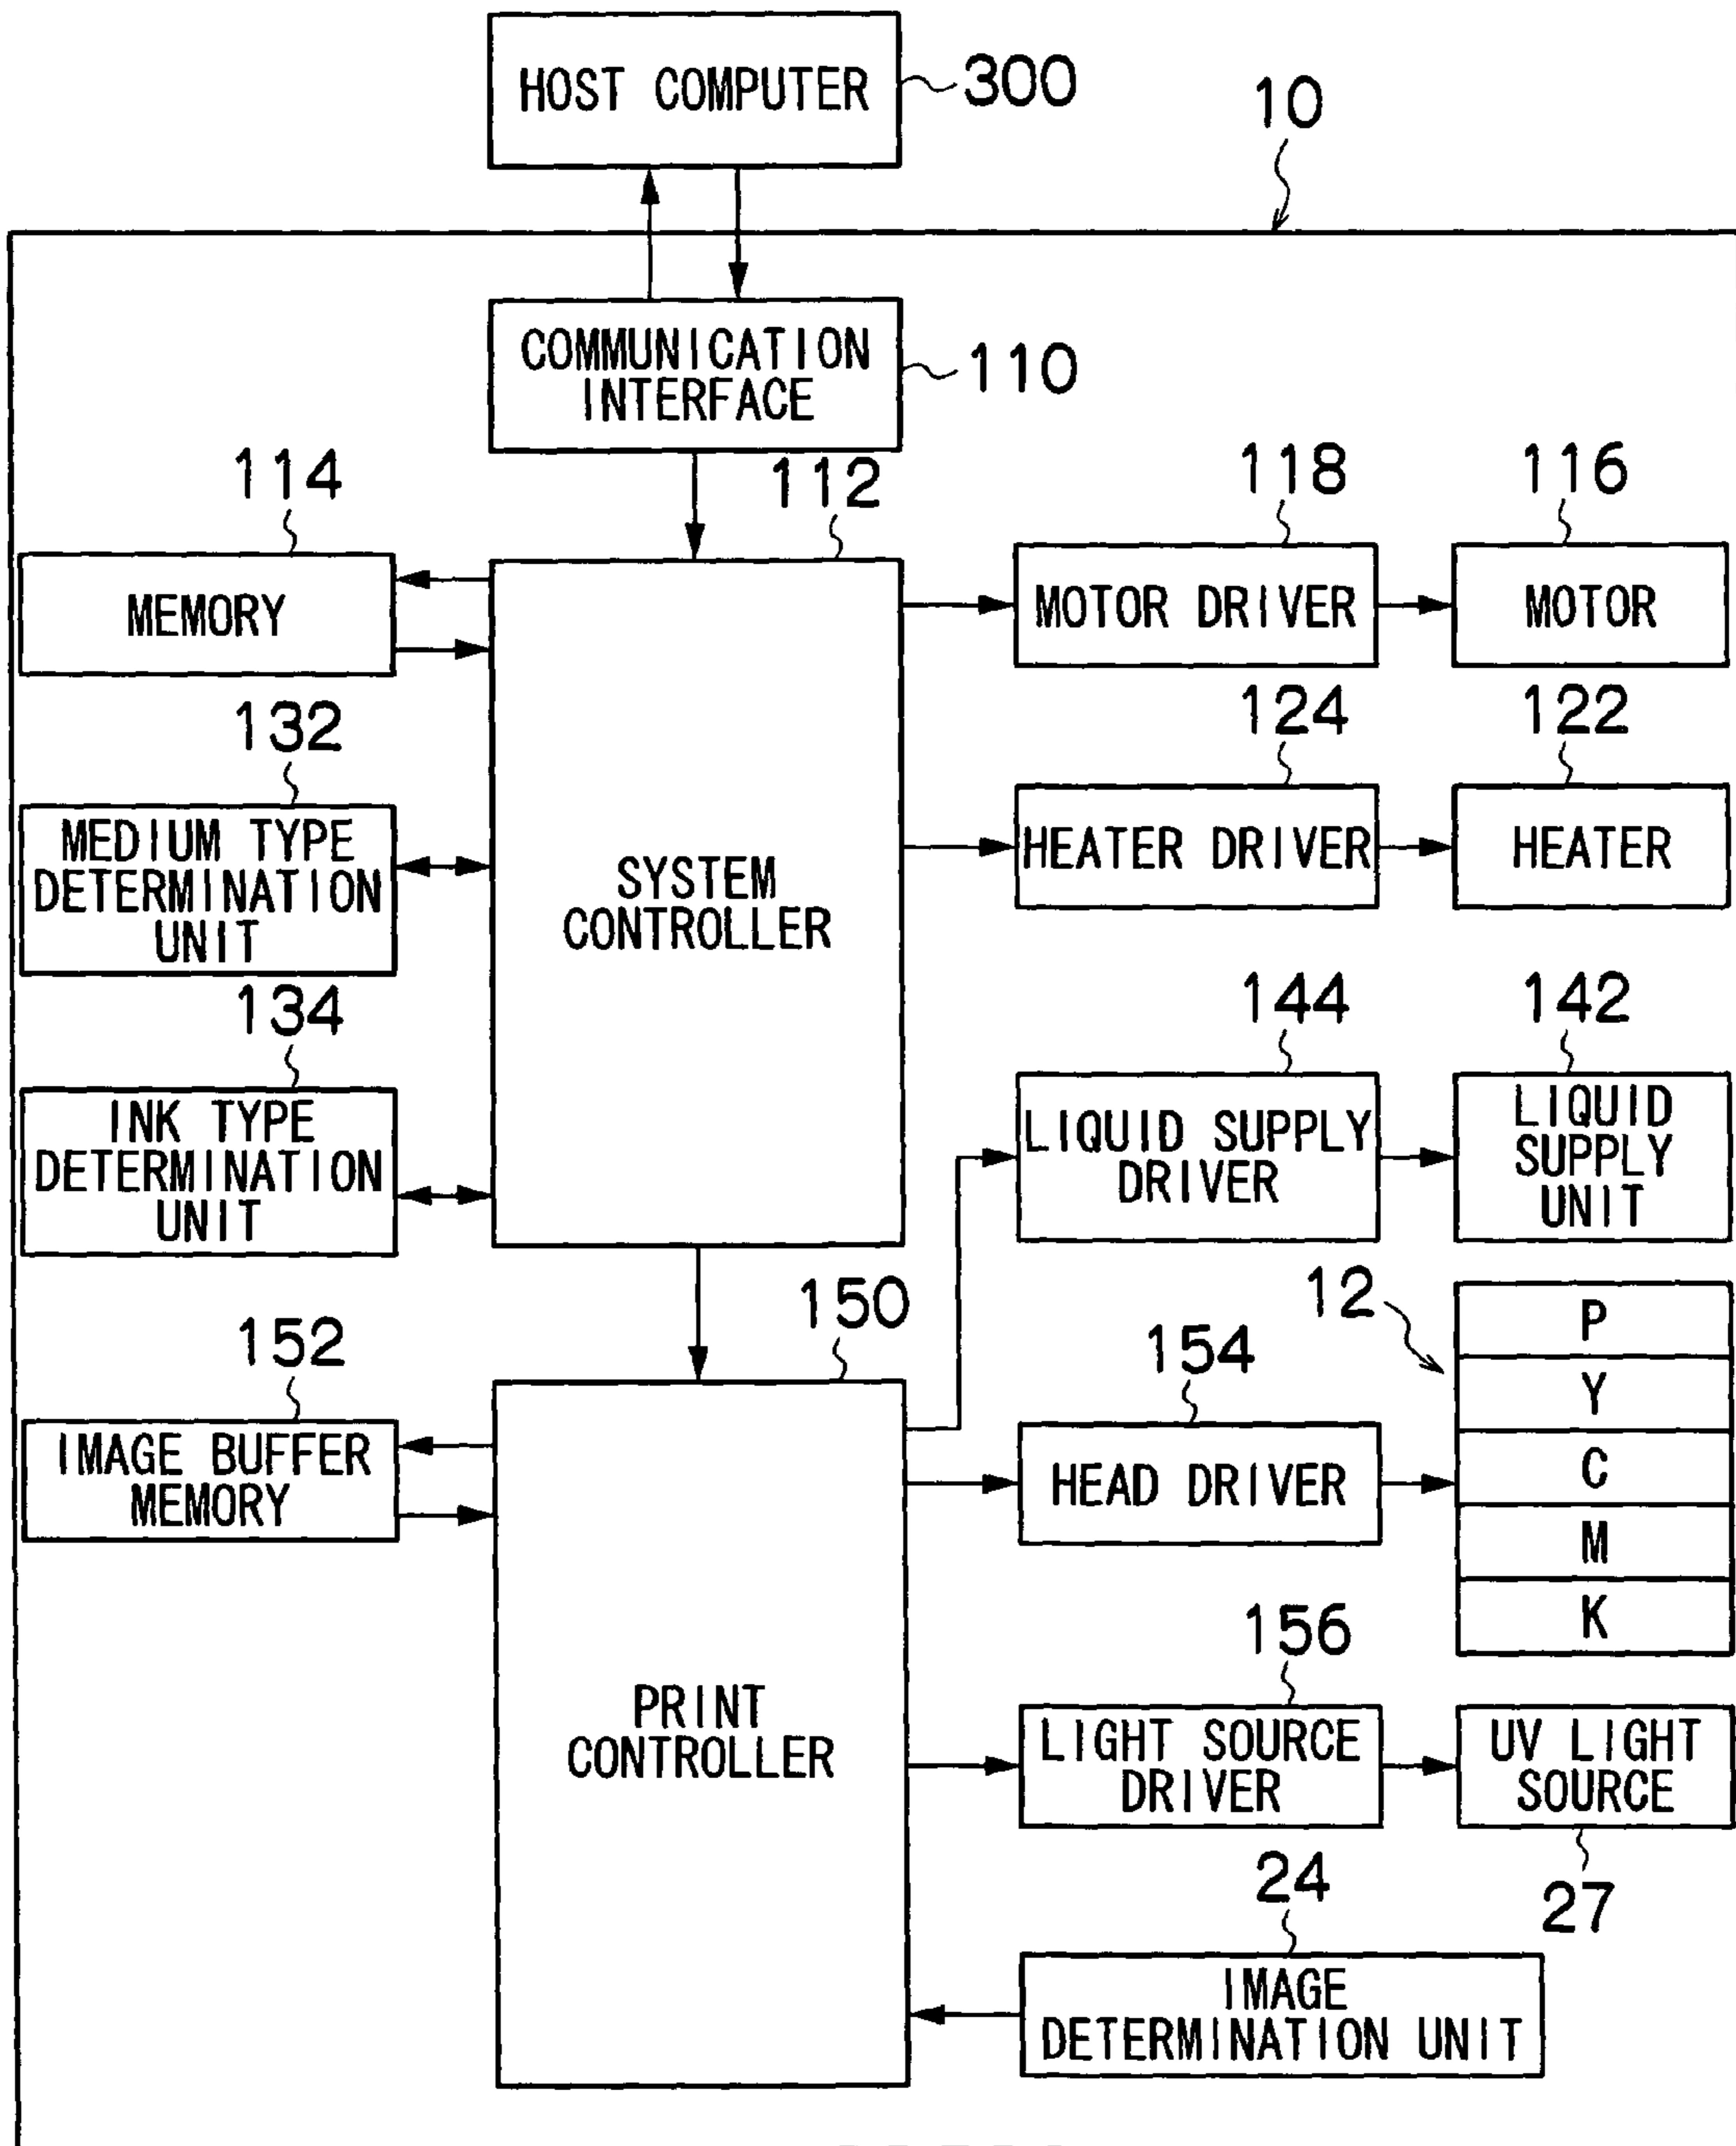 HOST COMPUTER
300
10
COMMUNICATION
INTERFACE
110
114
112
118
116
MEMORY
MOTOR DRIVER
MOTOR
132
124
122
MEDIUM TYPE
DETERMINATION
UNIT
SYSTEM
CONTROLLER
HEATER DRIVER
HEATER
134
144
142
INK TYPE
DETERMINATION
UNIT
LIQUID SUPPLY
DRIVER
LIQUID
SUPPLY
UNIT
150
12
152
154
P
Y
C
M
K
IMAGE BUFFER
MEMORY
HEAD DRIVER
156
PRINT
CONTROLLER
LIGHT SOURCE
DRIVER
UV LIGHT
SOURCE
24
27
IMAGE
DETERMINATION UNIT